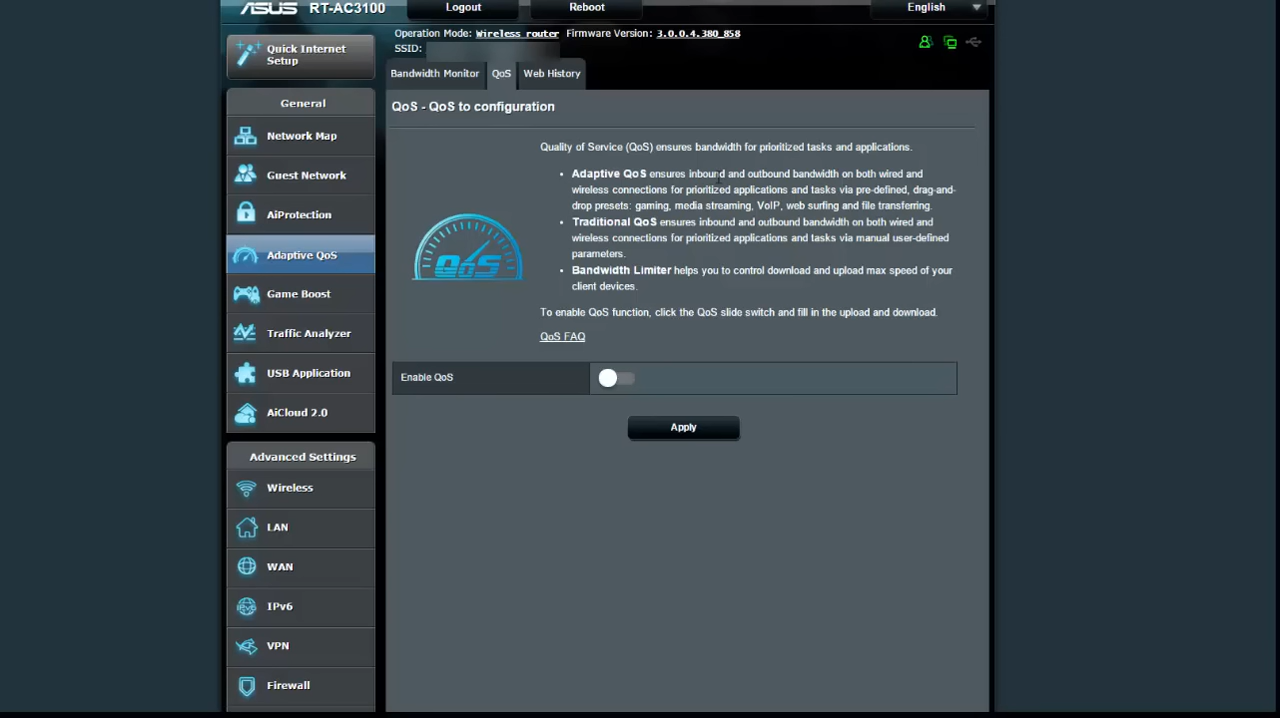 ASUS RT-AC3100 Logout Reboot English
Quick Internet Setup
Operation Mode: Wireless router Firmware Version: 3.0.0.4.380_858
SSID:
Bandwidth Monitor QoS Web History
General
Network Map
Guest Network
AiProtection
Adaptive QoS
Game Boost
Traffic Analyzer
USB Application
AiCloud 2.0
Advanced Settings
Wireless
LAN
WAN
IPv6
VPN
Firewall
QoS - QoS to configuration
Quality of Service (QoS) ensures bandwidth for prioritized tasks and applications.
• Adaptive QoS ensures inbound and outbound bandwidth on both wired and
wireless connections for prioritized applications and tasks via pre-defined, drag-and-
drop presets: gaming, media streaming, VoIP, web surfing and file transferring.
• Traditional QoS ensures inbound and outbound bandwidth on both wired and
wireless connections for prioritized applications and tasks via manual user-defined
parameters.
• Bandwidth Limiter helps you to control download and upload max speed of your
client devices.
To enable QoS function, click the QoS slide switch and fill in the upload and download.
QoS FAQ
QoS
Enable QoS
Apply